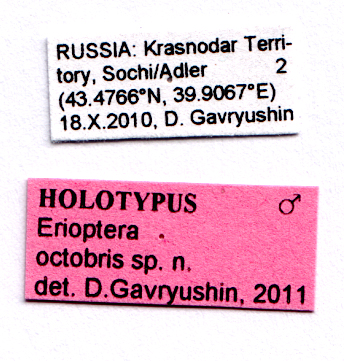 RUSSIA: Krasnodar Terri-
tory, Sochi/Adler 2
(43.4766°N, 39.9067°E)
18.X.2010, D. Gavryushin
HOLOTYPUS ♂
Erioptera
octobris sp. n.
det. D.Gavryushin, 2011